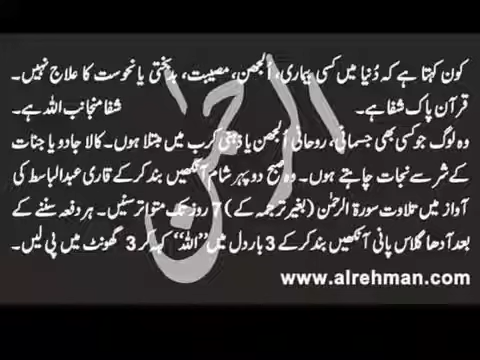 کون کہتا ہے کہ دُنیا میں کسی بیماری، اُلجھن، مصیبت، بدبختی یا نحوست کا علاج نہیں۔
قرآن پاک شفا ہے۔ شفا منجانب اللہ ہے۔
وہ لوگ جو کسی بھی جسمانی، روحانی اُلجھن یا ذہنی کرب میں مبتلا ہوں۔ کالا جادو یا جنات
کے شر سے نجات چاہتے ہوں۔ وہ صبح دوپہر شام آنکھیں بند کر کے قاری عبدالباسط کی
آواز میں تلاوت سورۃ الرحمٰن (بغیر ترجمہ کے) 7 روز تک متواتر سنیں۔ ہر دفعہ سننے کے
بعد آدھا گلاس پانی آنکھیں بند کر کے 3 بار دل میں ”اللہ“ کہہ کر 3 گھونٹ میں پی لیں۔
www.alrehman.com
الرحمٰن